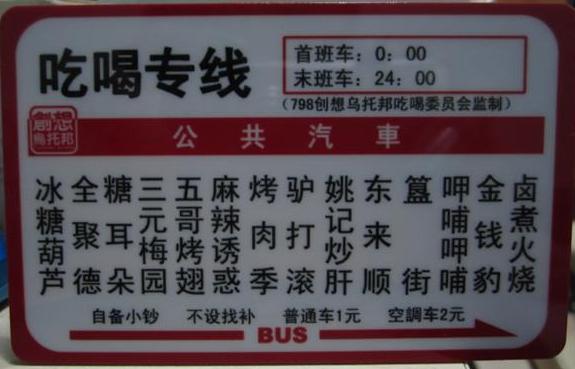 吃喝专线
首班车：0：00
末班车：24：00
（798创想乌托邦吃喝委员会监制）
創想
烏托邦
公共汽車
冰糖葫芦
全聚德
糖耳朵
三元梅园
五哥烤翅
麻辣诱惑
烤肉季
驴打滚
姚记炒肝
东来顺
簋街
呷哺呷哺
金钱豹
卤煮火烧
自备小钞 不设找补 普通车1元 空調车2元
BUS